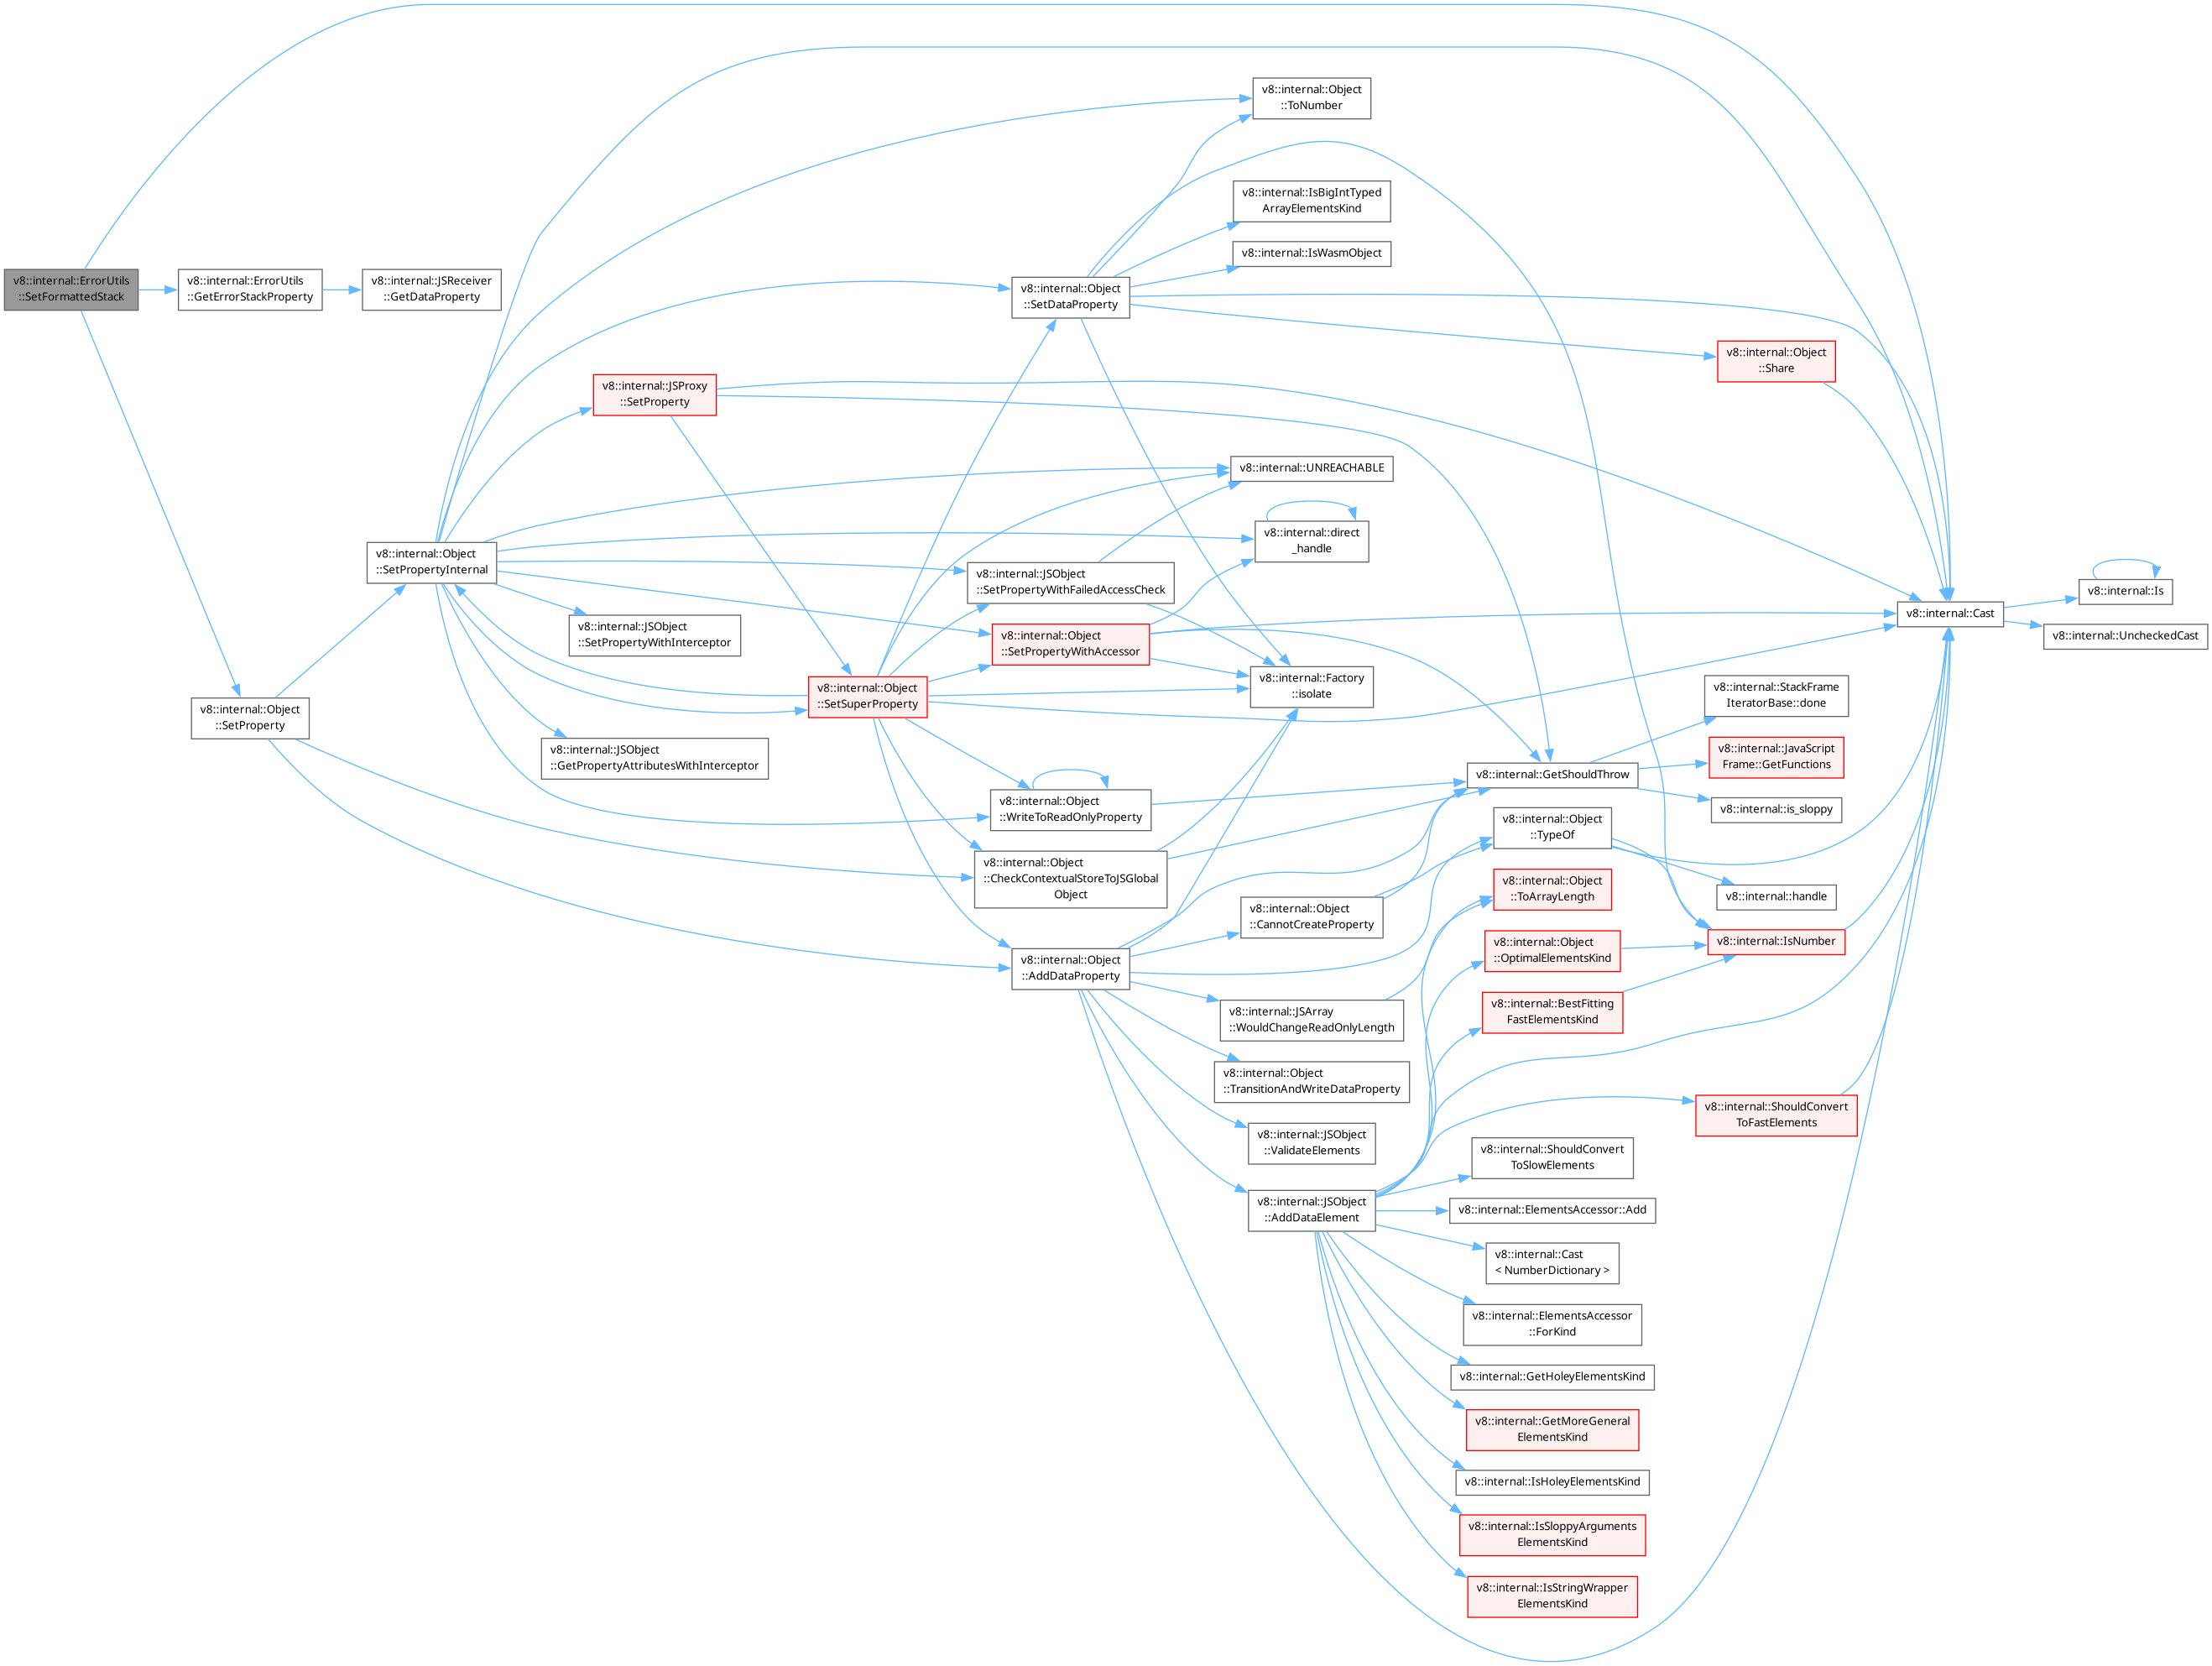 v8::internal::ErrorUtils
::SetFormattedStack
v8::internal::ErrorUtils
::GetErrorStackProperty
v8::internal::JSReceiver
::GetDataProperty
v8::internal::Object
::SetProperty
v8::internal::Object
::SetPropertyInternal
v8::internal::JSProxy
::SetProperty
v8::internal::JSObject
::SetPropertyWithInterceptor
v8::internal::JSObject
::GetPropertyAttributesWithInterceptor
v8::internal::Object
::SetSuperProperty
v8::internal::Object
::SetDataProperty
v8::internal::JSObject
::SetPropertyWithFailedAccessCheck
v8::internal::Object
::SetPropertyWithAccessor
v8::internal::Object
::WriteToReadOnlyProperty
v8::internal::Object
::CheckContextualStoreToJSGlobal
Object
v8::internal::Object
::AddDataProperty
v8::internal::Object
::ToNumber
v8::internal::IsBigIntTyped
ArrayElementsKind
v8::internal::IsWasmObject
v8::internal::UNREACHABLE
v8::internal::direct
_handle
v8::internal::Factory
::isolate
v8::internal::Object
::CannotCreateProperty
v8::internal::JSArray
::WouldChangeReadOnlyLength
v8::internal::Object
::TransitionAndWriteDataProperty
v8::internal::JSObject
::ValidateElements
v8::internal::JSObject
::AddDataElement
v8::internal::GetShouldThrow
v8::internal::Object
::TypeOf
v8::internal::Object
::ToArrayLength
v8::internal::Object
::OptimalElementsKind
v8::internal::BestFitting
FastElementsKind
v8::internal::ShouldConvert
ToSlowElements
v8::internal::ElementsAccessor::Add
v8::internal::Cast
< NumberDictionary >
v8::internal::ElementsAccessor
::ForKind
v8::internal::GetHoleyElementsKind
v8::internal::GetMoreGeneral
ElementsKind
v8::internal::IsHoleyElementsKind
v8::internal::IsSloppyArguments
ElementsKind
v8::internal::IsStringWrapper
ElementsKind
v8::internal::Object
::Share
v8::internal::StackFrame
IteratorBase::done
v8::internal::JavaScript
Frame::GetFunctions
v8::internal::is_sloppy
v8::internal::handle
v8::internal::IsNumber
v8::internal::ShouldConvert
ToFastElements
v8::internal::Cast
v8::internal::Is
v8::internal::UncheckedCast